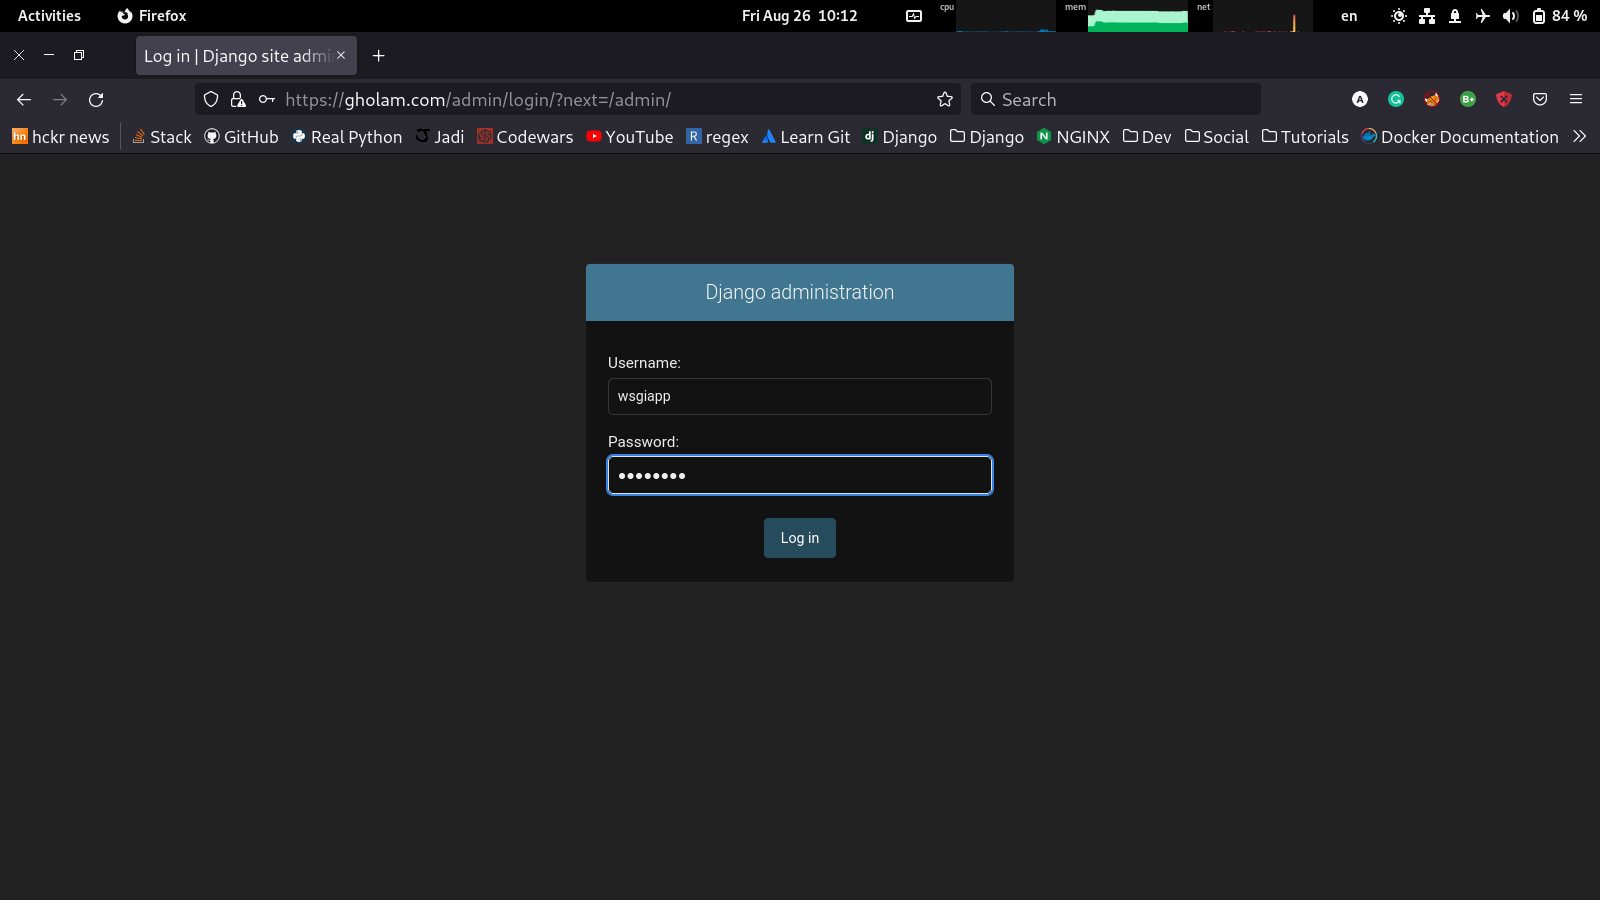 Activities Firefox Fri Aug 26 10:12 cpu mem net en 84 %
Log in | Django site admi
https://gholam.com/admin/login/?next=/admin/ Search
hckr news Stack GitHub Real Python Jadi Codewars YouTube regex Learn Git Django Django NGINX Dev Social Tutorials Docker Documentation
Django administration
Username:
wsgiapp
Password:
••••••••
Log in